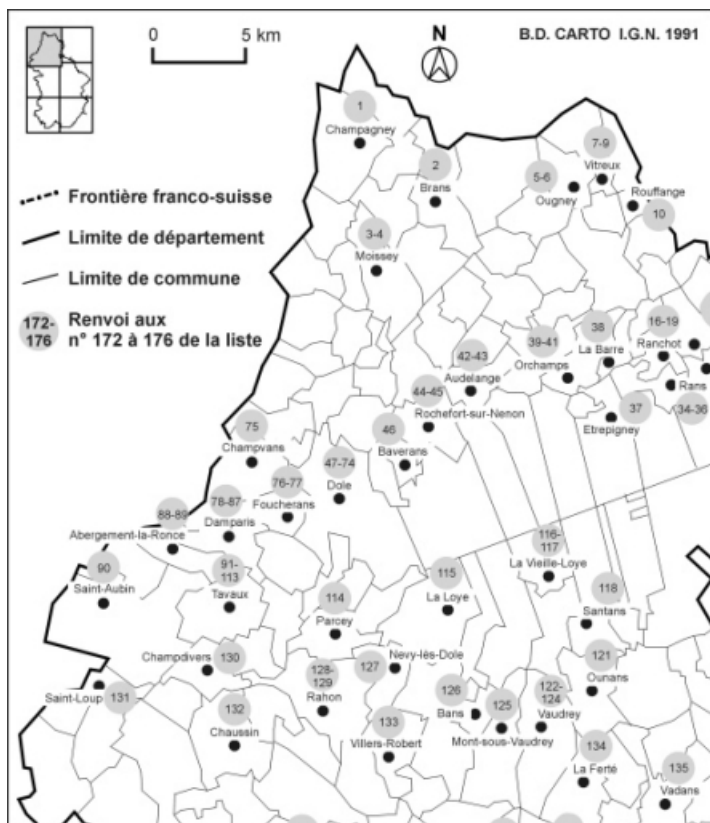 0 5 km
N
B.D. CARTO I.G.N. 1991
1
Champagney
2
Brans
7-9
Vitreux
5-6
Ougney
Rouffange
10
Frontière franco-suisse
Limite de département
Limite de commune
172-
176
Renvoi aux
n° 172 à 176 de la liste
3-4
Moissey
16-19
Ranchot
38
La Barre
39-41
Orchamps
42-43
Audelange
Rans
44-45
Rochefort-sur-Nenon
37
Etrepigney
34-36
75
Champvans
46
Baverans
47-74
Dole
76-77
Foucherans
78-87
Damparis
88-89
Abergement-la-Ronce
116-
117
La Vieille-Loye
90
Saint-Aubin
91-
113
Tavaux
114
Parcey
115
La Loye
118
Santans
Champdivers
130
128-
129
Rahon
127
Nevy-lès-Dole
121
Ounans
Saint-Loup
131
126
Bans
125
Mont-sous-Vaudrey
122-
124
Vaudrey
132
Chaussin
133
Villers-Robert
134
La Ferté
135
Vadans